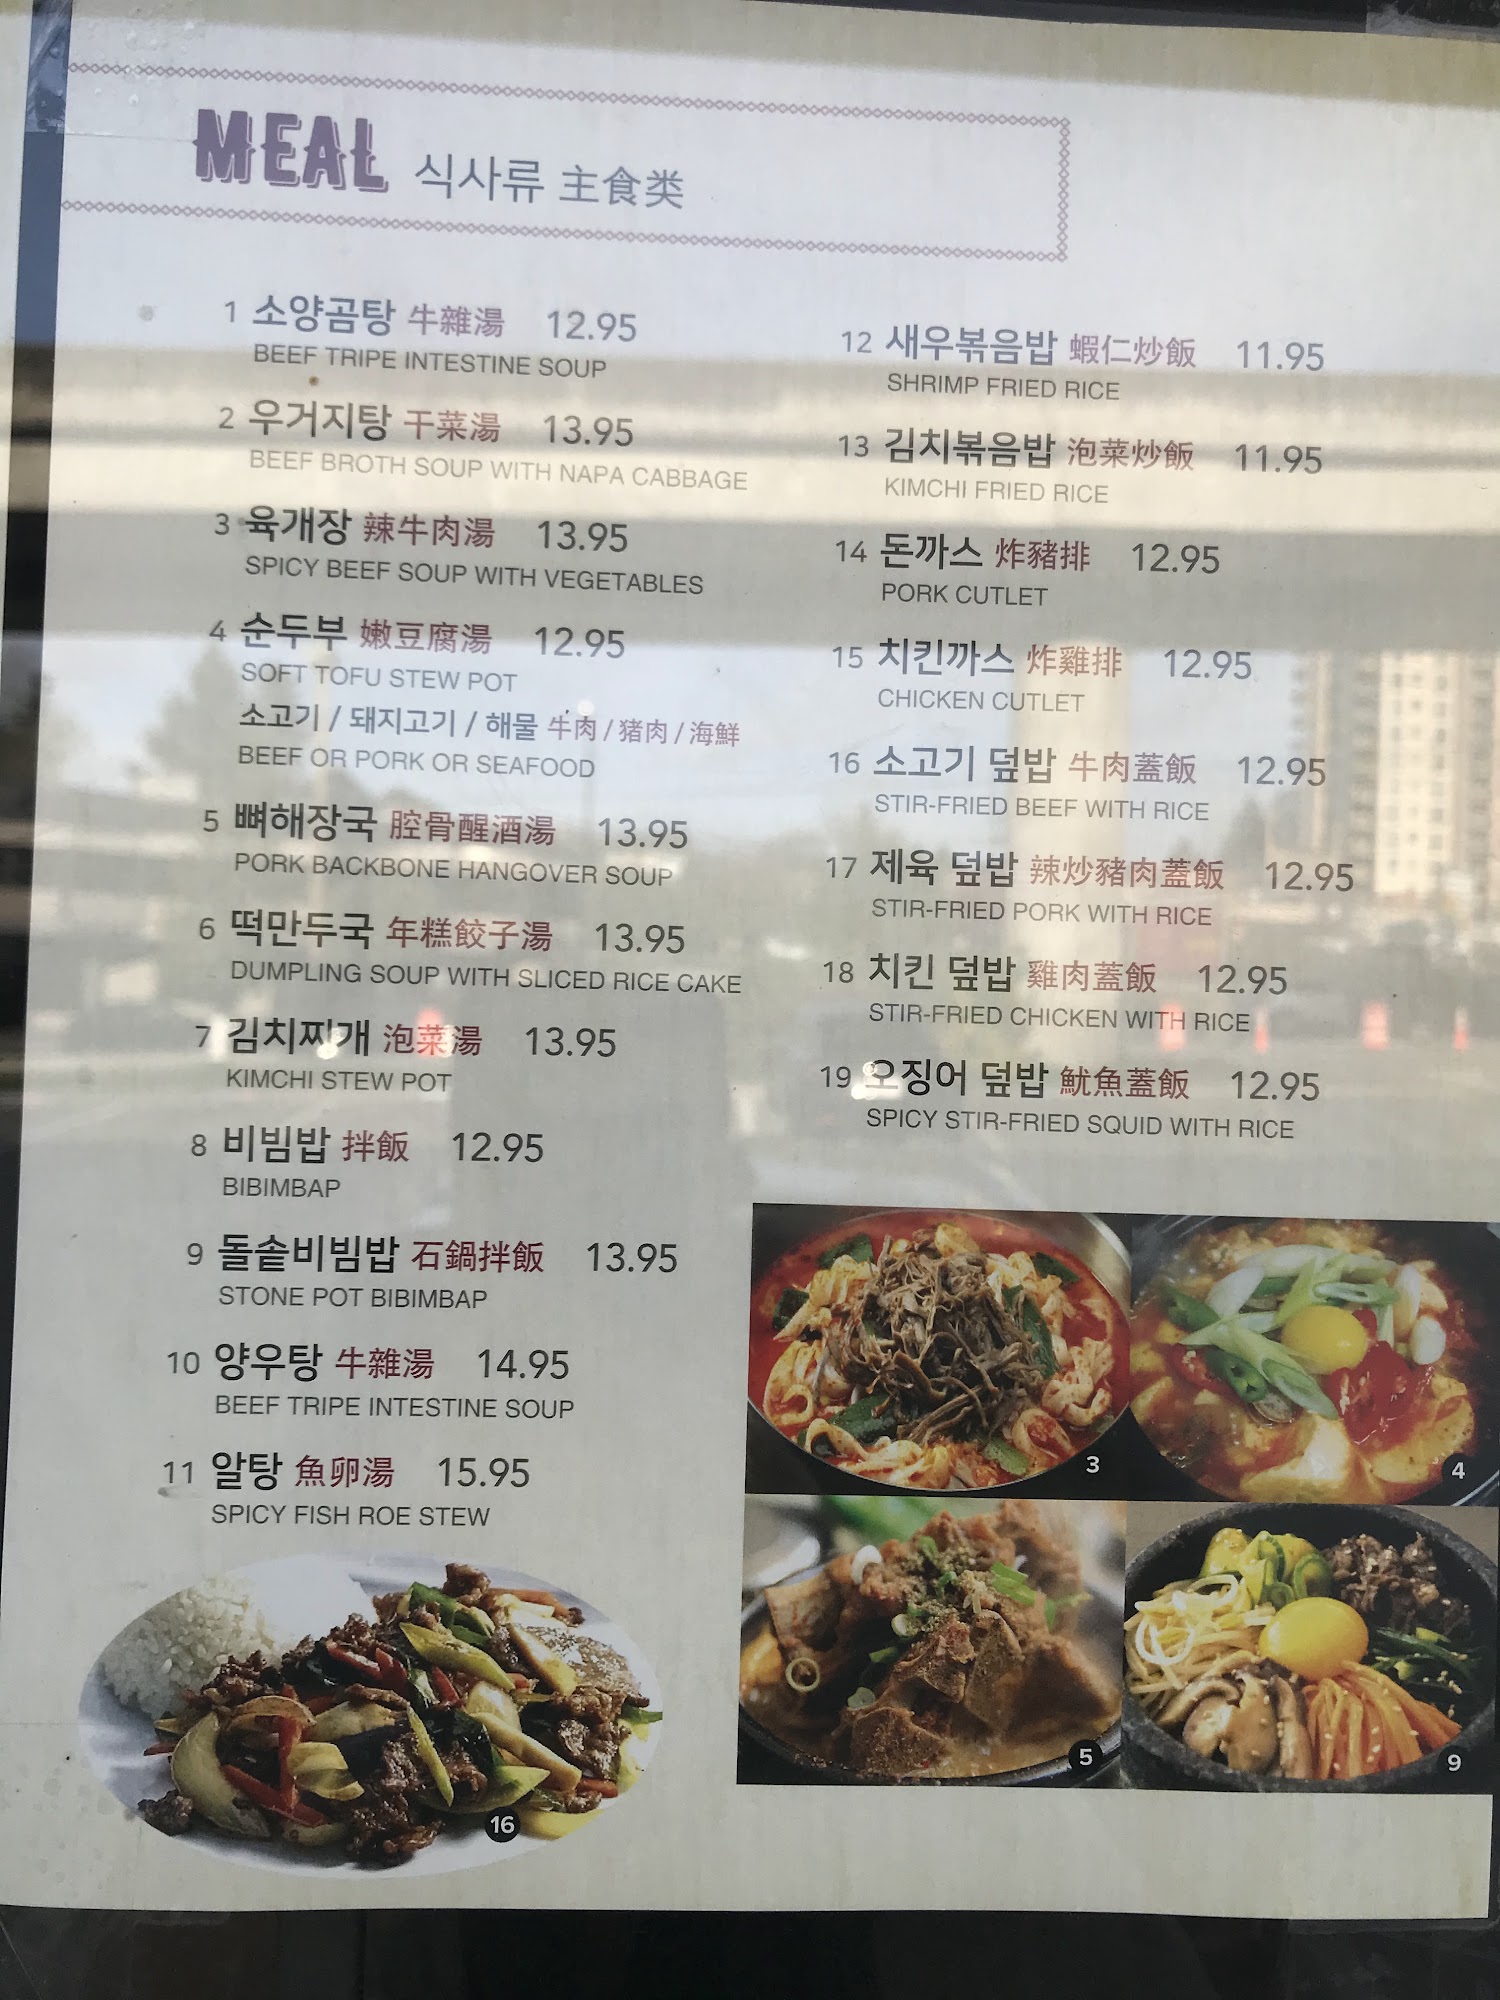 MEAL 식사류 主食类
1 소양곰탕 牛雜湯 12.95
BEEF TRIPE INTESTINE SOUP
2 우거지탕 干菜湯 13.95
BEEF BROTH SOUP WITH NAPA CABBAGE
3 육개장 辣牛肉湯 13.95
SPICY BEEF SOUP WITH VEGETABLES
4 순두부 嫩豆腐湯 12.95
SOFT TOFU STEW POT
소고기 / 돼지고기 / 해물 牛肉 / 猪肉 / 海鮮
BEEF OR PORK OR SEAFOOD
5 뼈해장국 腔骨醒酒湯 13.95
PORK BACKBONE HANGOVER SOUP
6 떡만두국 年糕餃子湯 13.95
DUMPLING SOUP WITH SLICED RICE CAKE
7 김치찌개 泡菜湯 13.95
KIMCHI STEW POT
8 비빔밥 拌飯 12.95
BIBIMBAP
9 돌솥비빔밥 石鍋拌飯 13.95
STONE POT BIBIMBAP
10 양우탕 牛雜湯 14.95
BEEF TRIPE INTESTINE SOUP
11 알탕 魚卵湯 15.95
SPICY FISH ROE STEW
12 새우볶음밥 蝦仁炒飯 11.95
SHRIMP FRIED RICE
13 김치볶음밥 泡菜炒飯 11.95
KIMCHI FRIED RICE
14 돈까스 炸豬排 12.95
PORK CUTLET
15 치킨까스 炸雞排 12.95
CHICKEN CUTLET
16 소고기 덮밥 牛肉蓋飯 12.95
STIR-FRIED BEEF WITH RICE
17 제육 덮밥 辣炒豬肉蓋飯 12.95
STIR-FRIED PORK WITH RICE
18 치킨 덮밥 雞肉蓋飯 12.95
STIR-FRIED CHICKEN WITH RICE
19 오징어 덮밥 魷魚蓋飯 12.95
SPICY STIR-FRIED SQUID WITH RICE
3
4
5
9
16